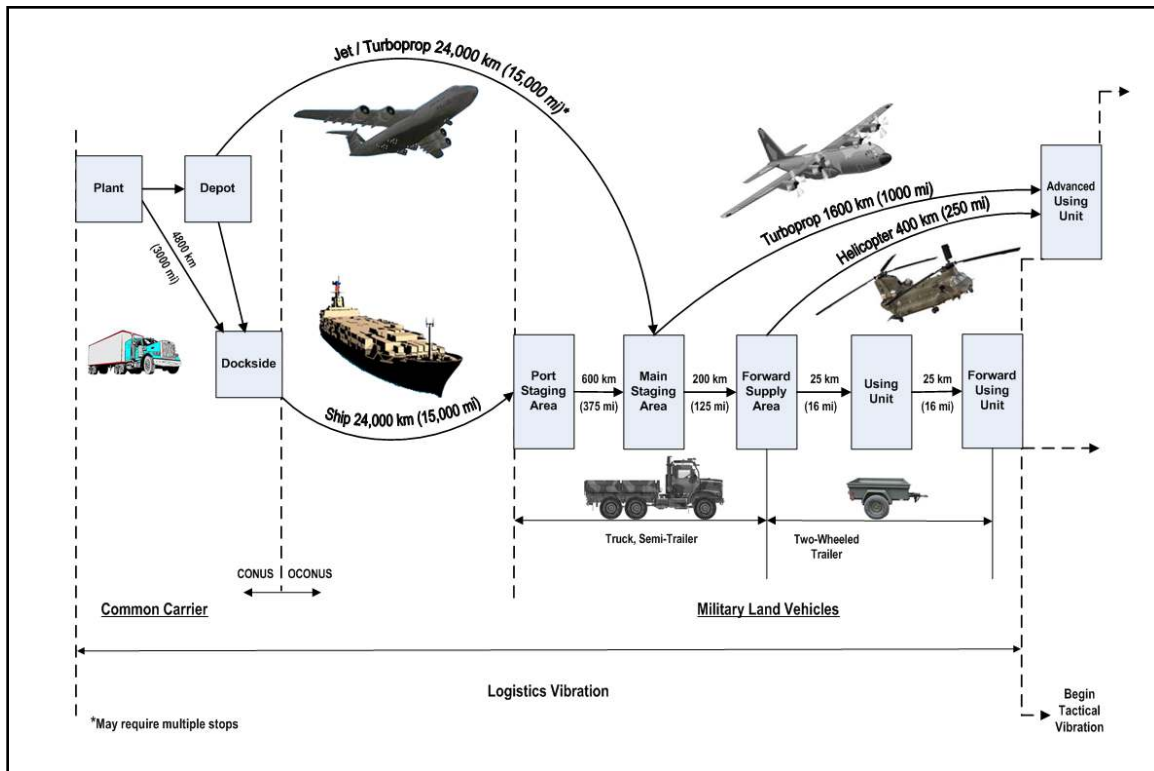 Jet / Turboprop 24,000 km (15,000 mi)*
Plant
Depot
4800 km
(3000 mi)
Dockside
Ship 24,000 km (15,000 mi)
Turboprop 1600 km (1000 mi)
Helicopter 400 km (250 mi)
Advanced
Using
Unit
Port
Staging
Area
600 km
(375 mi)
Main
Staging
Area
200 km
(125 mi)
Forward
Supply
Area
25 km
(16 mi)
Using
Unit
25 km
(16 mi)
Forward
Using
Unit
Truck, Semi-Trailer
Two-Wheeled
Trailer
CONUS
OCONUS
Common Carrier
Military Land Vehicles
Logistics Vibration
*May require multiple stops
Begin
Tactical
Vibration